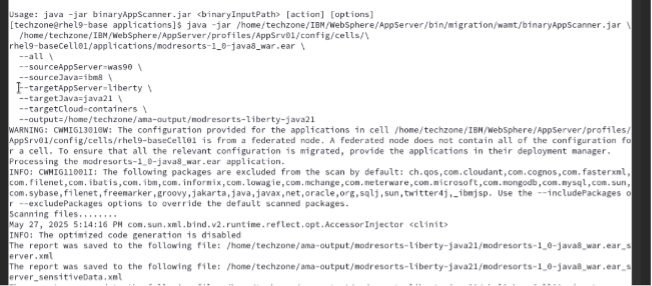 Usage: java -jar binaryAppScanner.jar <binaryInputPath> [action] [options]
[techzone@rhel9-base applications]$ java -jar /home/techzone/IBM/WebSphere/AppServer/bin/migration/wamt/binaryAppScanner.jar \
/home/techzone/IBM/WebSphere/AppServer/profiles/AppSrv01/config/cells/\
rhel9-baseCell01/applications/modresorts-1_0-java8_war.ear \
--all \
--sourceAppServer=was90 \
--sourceJava=ibm8 \
--targetAppServer=liberty \
--targetJava=java21 \
--targetCloud=containers \
--output=/home/techzone/ama-output/modresorts-liberty-java21
WARNING: CWMIG13010W: The configuration provided for the applications in cell /home/techzone/IBM/WebSphere/AppServer/profiles/
AppSrv01/config/cells/rhel9-baseCell01 is from a federated node. A federated node does not contain all of the configuration fo
r a cell. To ensure that all the relevant configuration is migrated, provide the applications in their deployment manager.
Processing the modresorts-1_0-java8_war.ear application.
INFO: CWMIG11001I: The following packages are excluded from the scan by default: ch.qos,com.cloudant,com.cognos,com.fasterxml,
com.filenet,com.ibatis,com.ibm,com.informix,com.lowagie,com.mchange,com.meterware,com.microsoft,com.mongodb,com.mysql,com.sun,
com.sybase,filenet,freemarker,groovy,jakarta,java,javax,net,oracle,org,sqlj,sun,twitter4j,_ibmjsp. Use the --includePackages o
r --excludePackages options to override the default scanned packages.
Scanning files........
May 27, 2025 5:14:16 PM com.sun.xml.bind.v2.runtime.reflect.opt.AccessorInjector <clinit>
INFO: The optimized code generation is disabled
The report was saved to the following file: /home/techzone/ama-output/modresorts-liberty-java21/modresorts-1_0-java8_war.ear_s
erver.xml
The report was saved to the following file: /home/techzone/ama-output/modresorts-liberty-java21/modresorts-1_0-java8_war.ear_s
erver_sensitiveData.xml